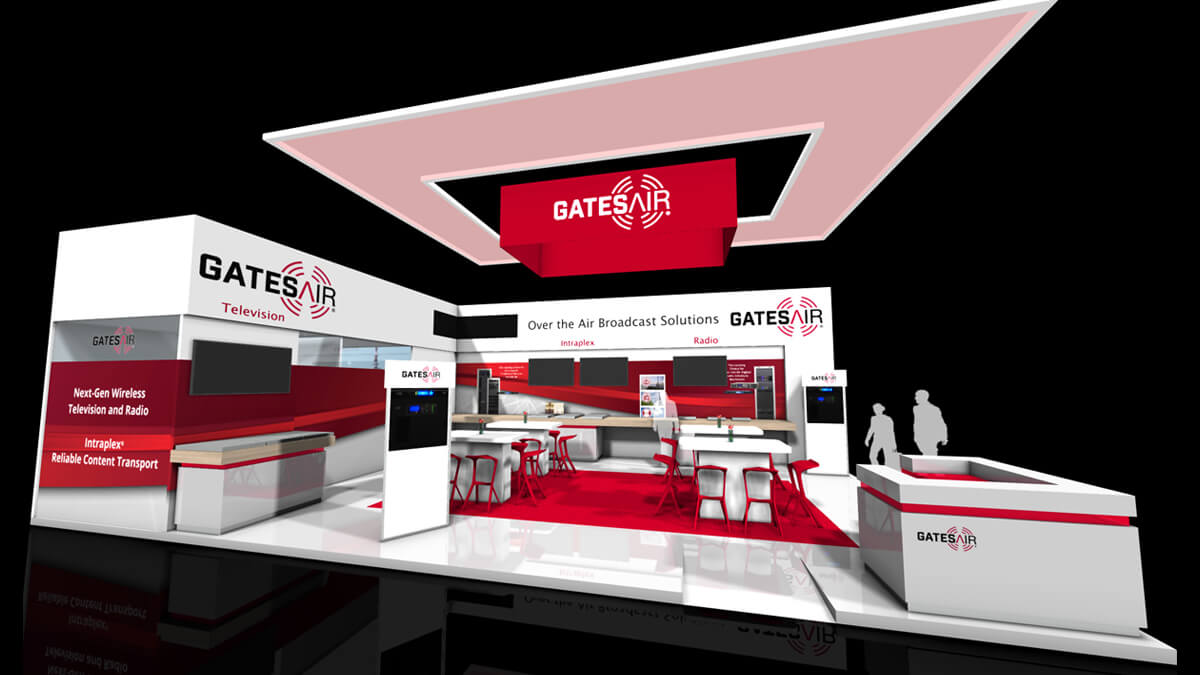 GATESAIR
GATESAIR
Television
GATESAIR
Next-Gen Wireless
Television and Radio
Intraplex®
Reliable Content Transport
GATESAIR
Over the Air Broadcast Solutions GATESAIR
Intraplex Radio
GATESAIR
GATESAIR